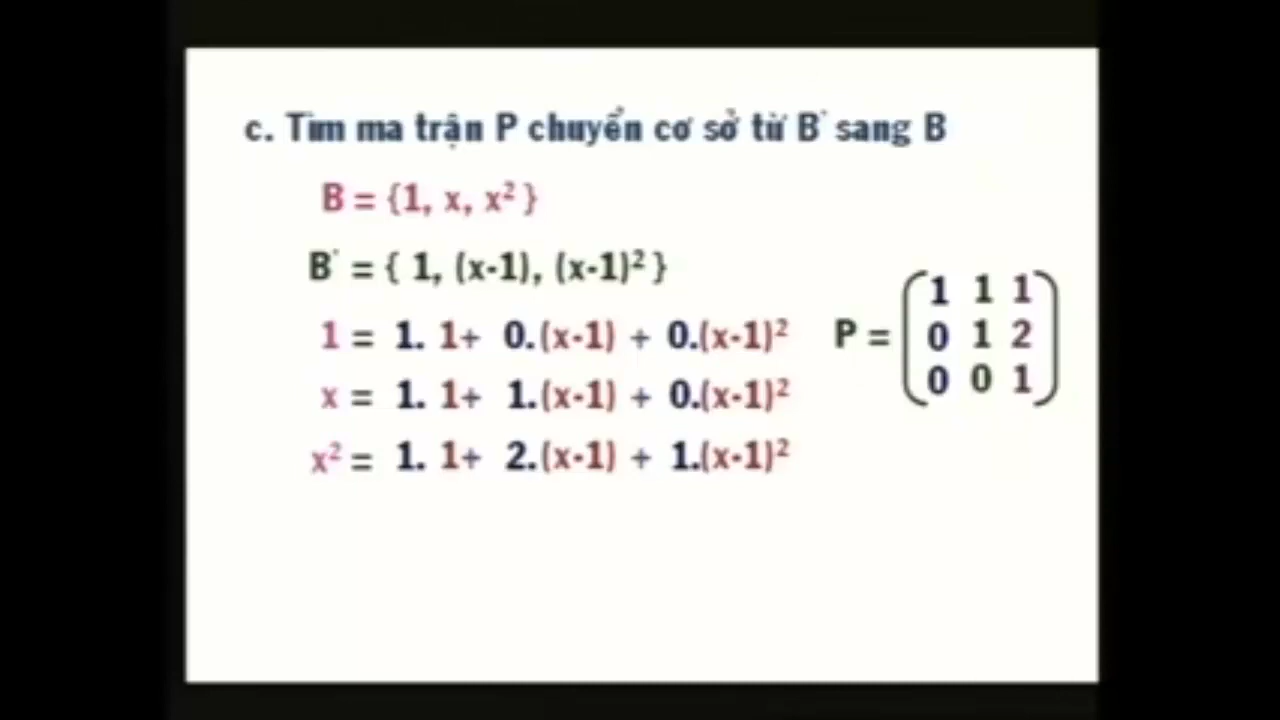 c. Tìm ma trận P chuyển cơ sở từ B' sang B
B = {1, x, x² }
B' = { 1, (x-1), (x-1)² }
1 = 1. 1+ 0.(x-1) + 0.(x-1)²
x = 1. 1+ 1.(x-1) + 0.(x-1)²
x² = 1. 1+ 2.(x-1) + 1.(x-1)²
P =
1 1 1
0 1 2
0 0 1